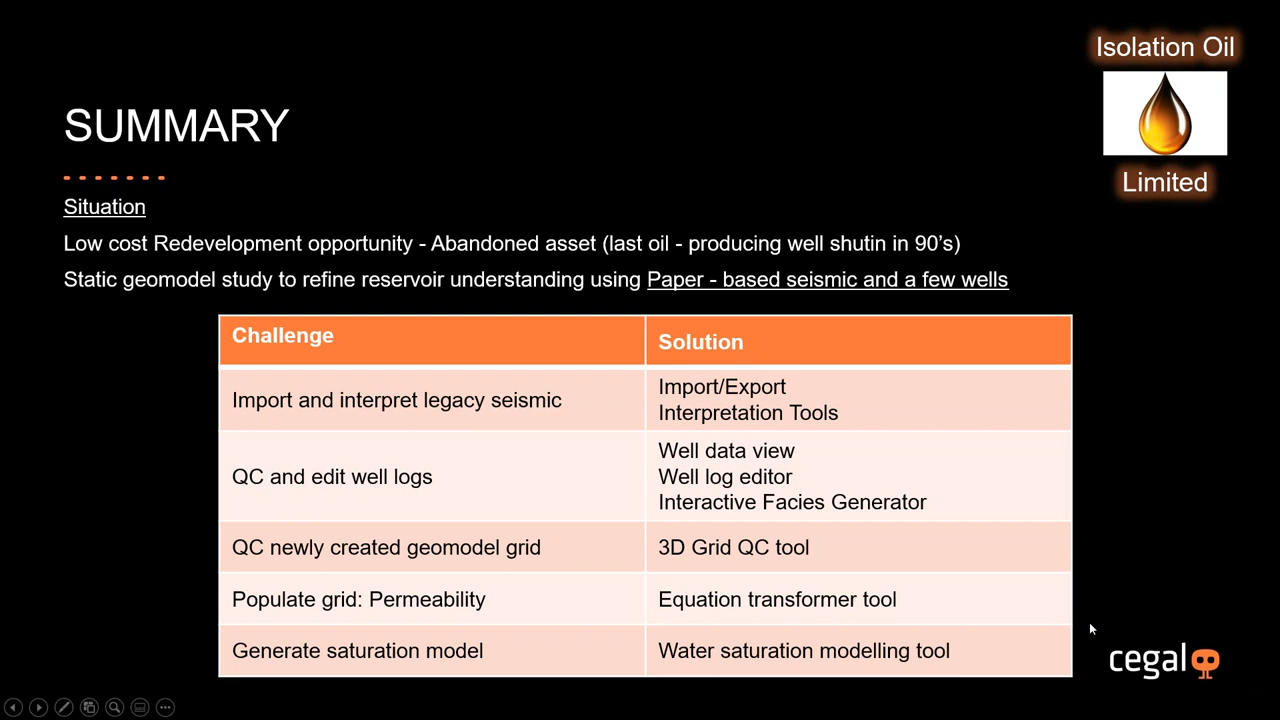 Isolation Oil
Limited
SUMMARY
Situation
Low cost Redevelopment opportunity - Abandoned asset (last oil - producing well shutin in 90’s)
Static geomodel study to refine reservoir understanding using Paper - based seismic and a few wells
Challenge
Solution
Import and interpret legacy seismic
Import/Export
Interpretation Tools
QC and edit well logs
Well data view
Well log editor
Interactive Facies Generator
QC newly created geomodel grid
3D Grid QC tool
Populate grid: Permeability
Equation transformer tool
Generate saturation model
Water saturation modelling tool
cegal